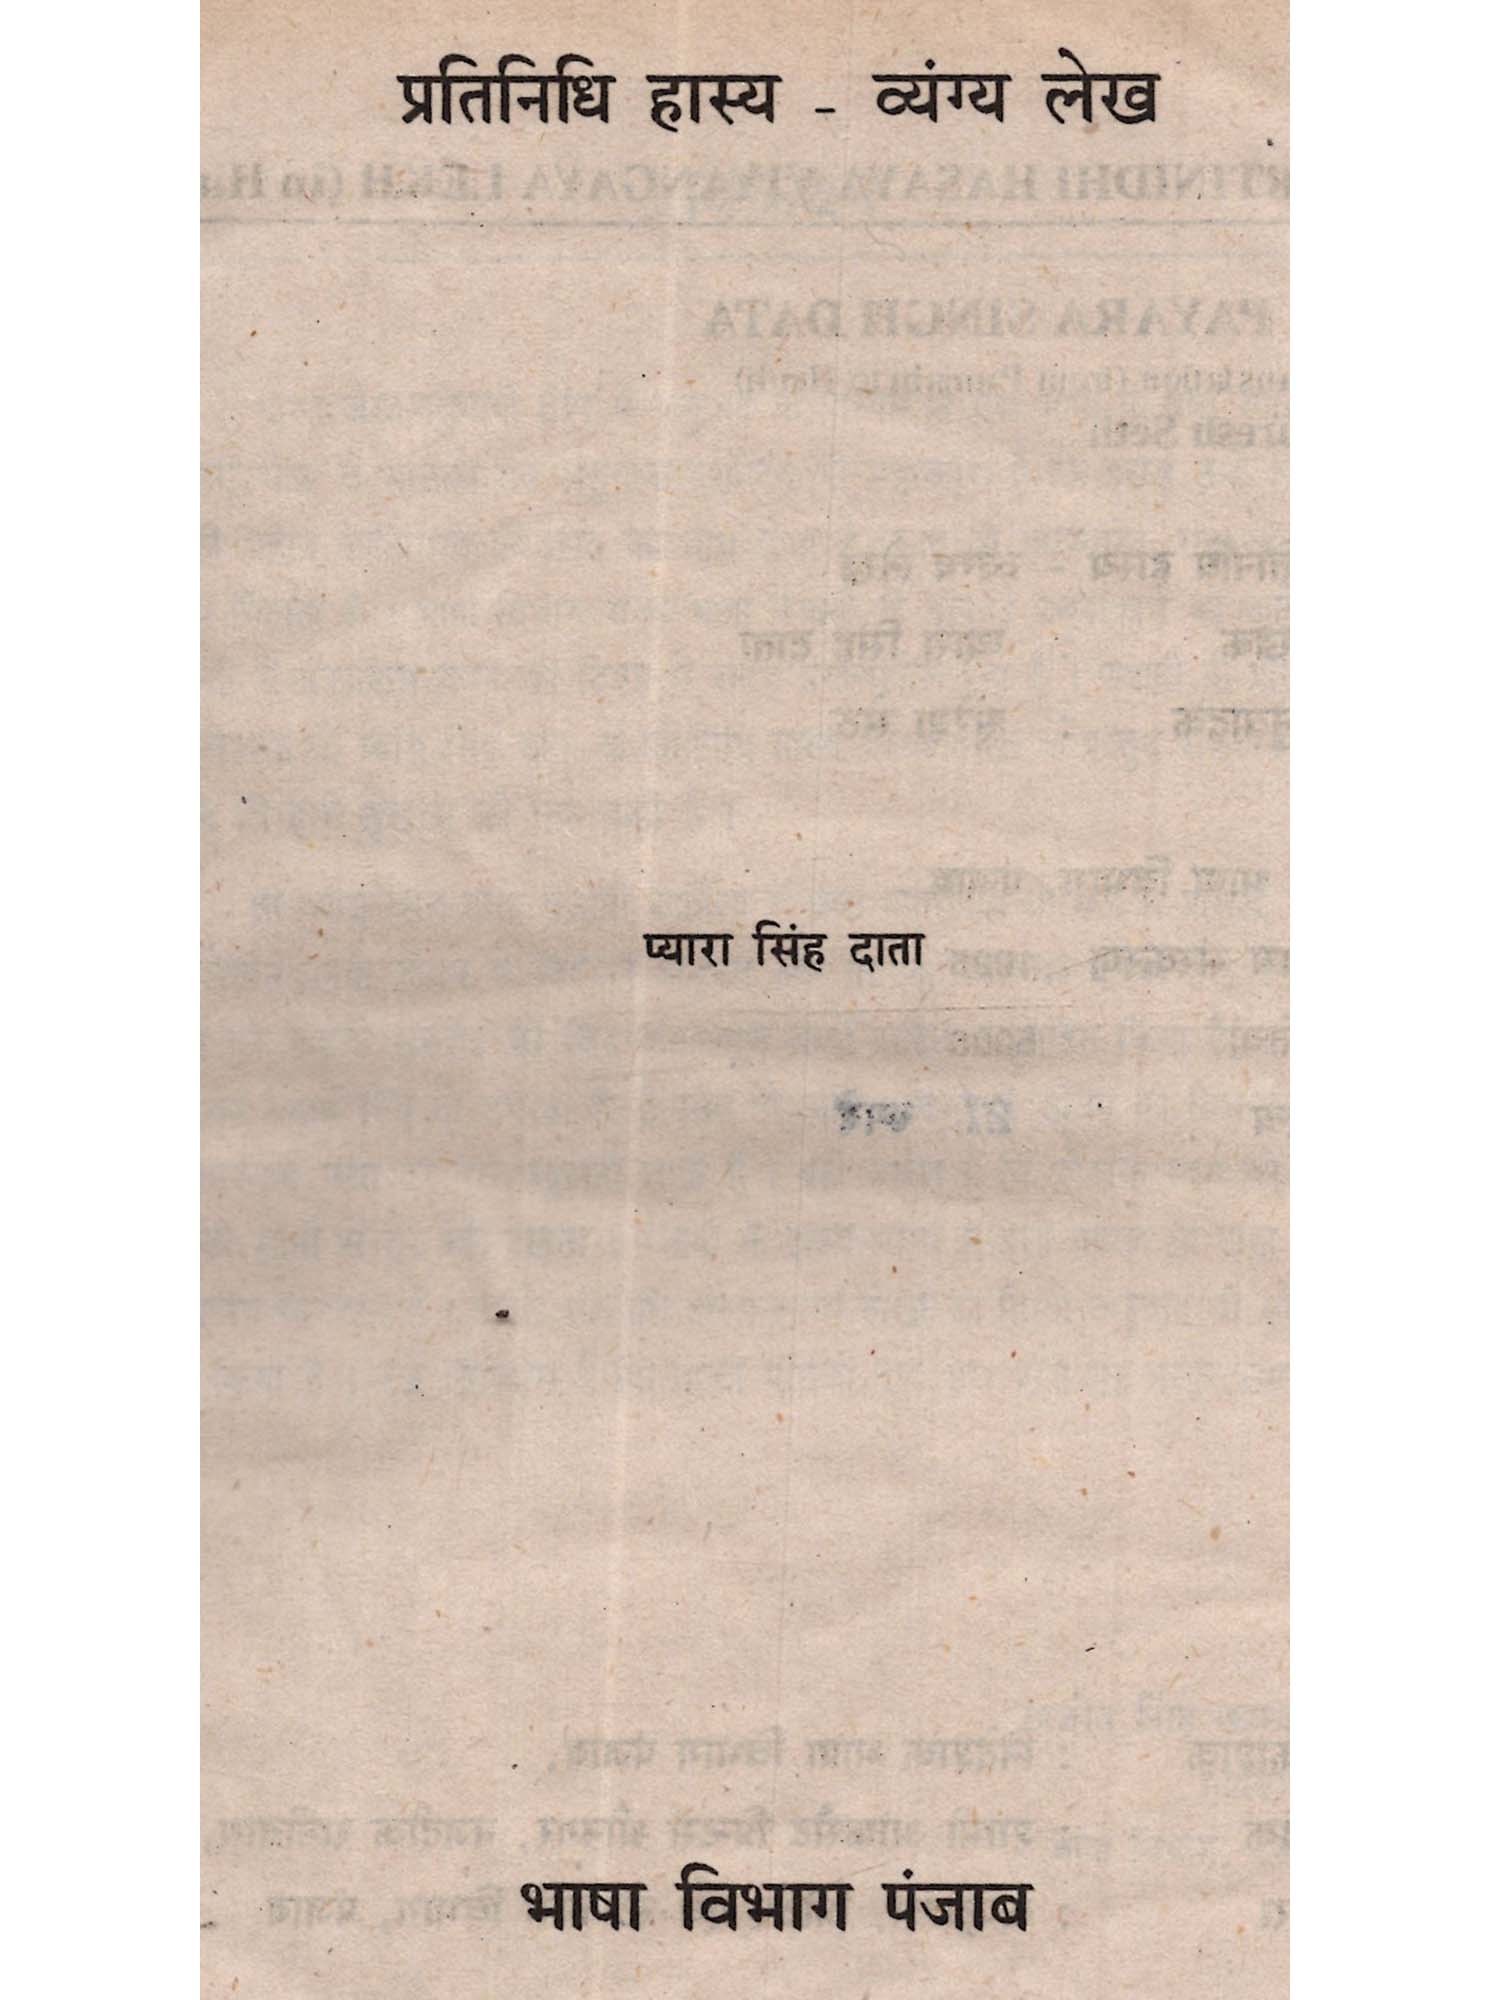 प्रतिनिधि हास्य - व्यंग्य लेख
प्यारा सिंह दाता
भाषा विभाग पंजाब